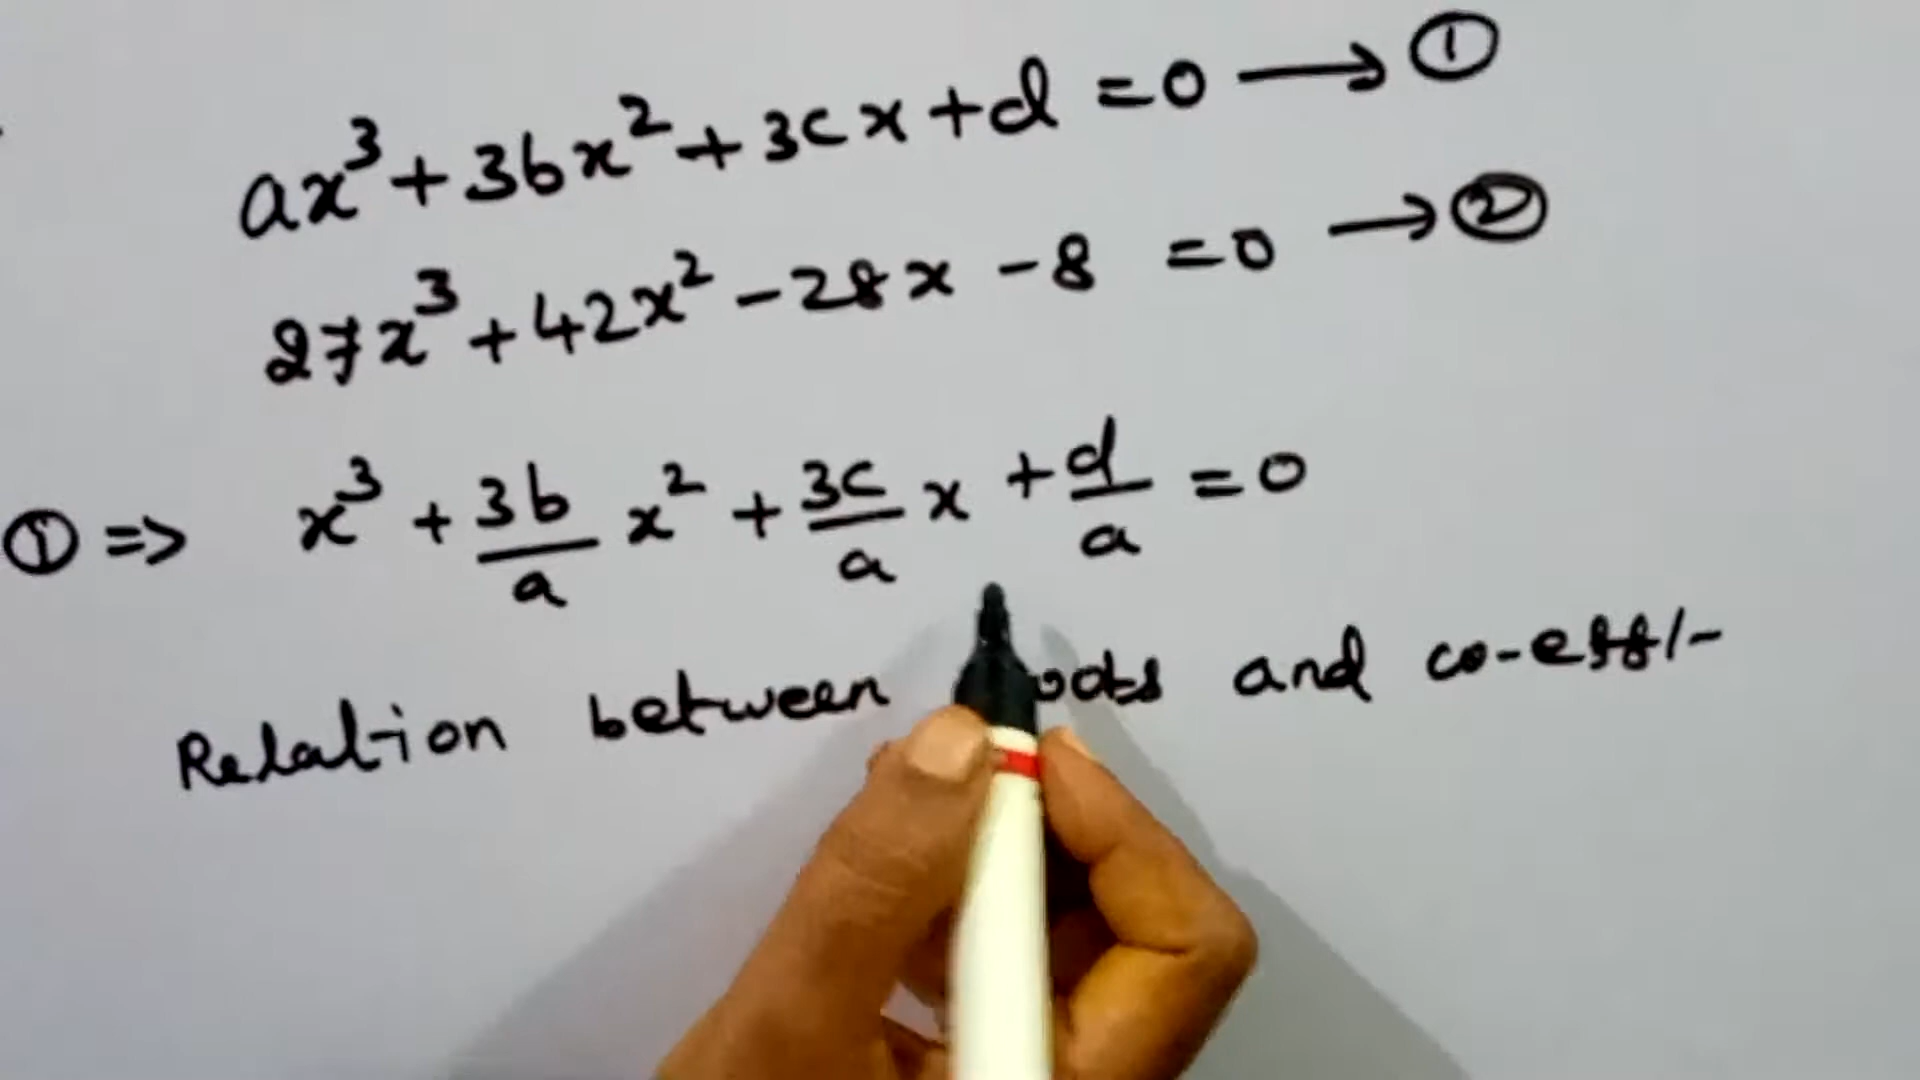 ax³ + 3bx² + 3cx + d = 0 → ①
27x³ + 42x² - 28x - 8 = 0 → ②
① => x³ + 3b/a x² + 3c/a x + d/a = 0
Relation between and co-eff/-